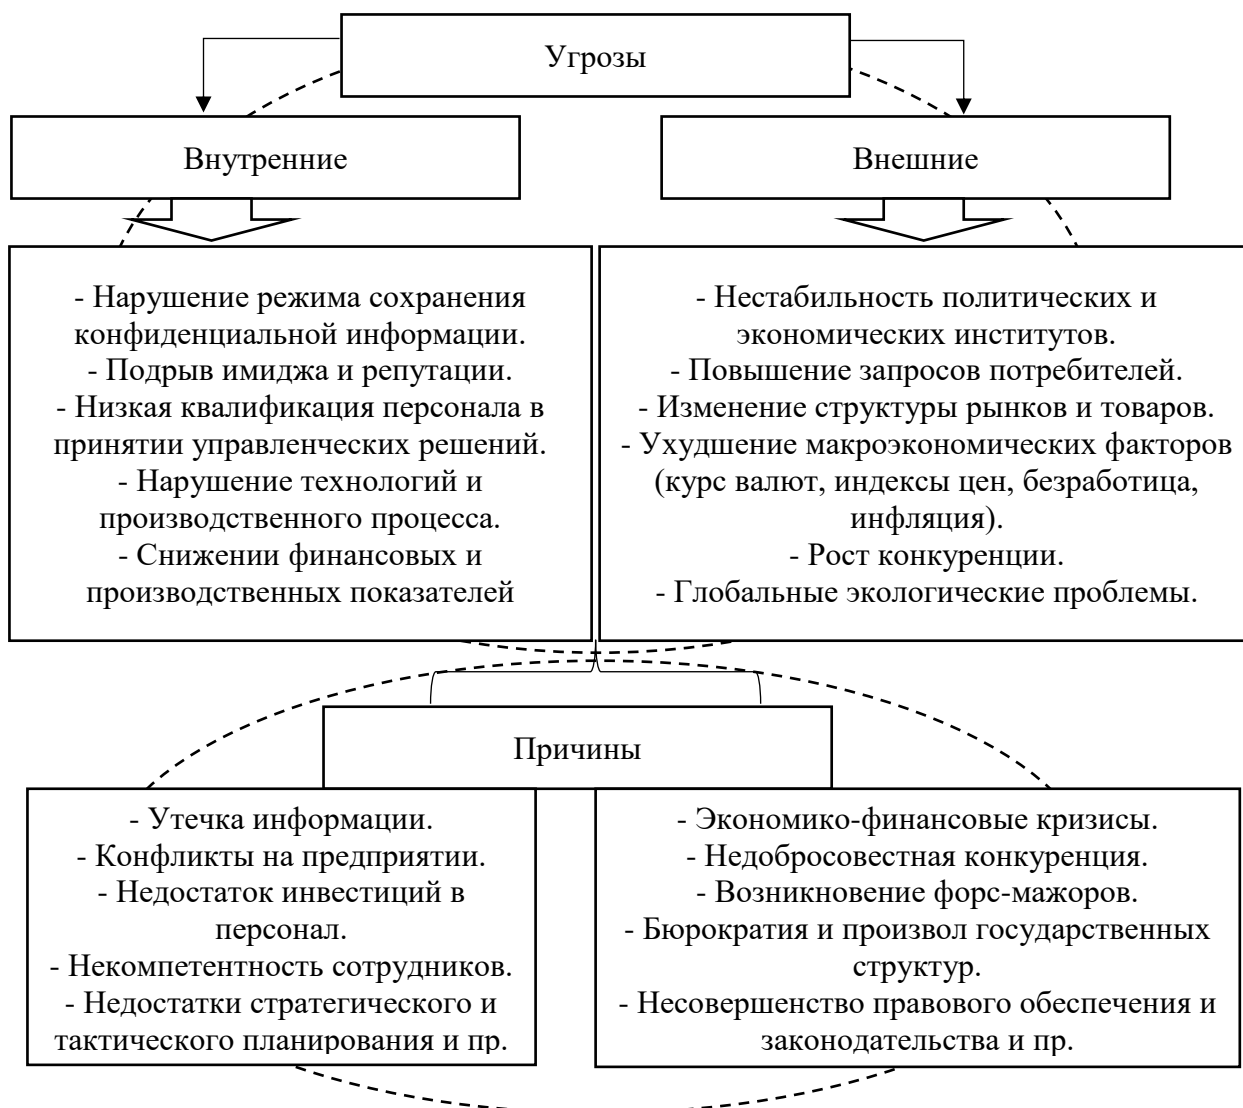 Угрозы
Внутренние
Внешние
- Нарушение режима сохранения
конфиденциальной информации.
- Подрыв имиджа и репутации.
- Низкая квалификация персонала в
принятии управленческих решений.
- Нарушение технологий и
производственного процесса.
- Снижении финансовых и
производственных показателей
- Нестабильность политических и
экономических институтов.
- Повышение запросов потребителей.
- Изменение структуры рынков и товаров.
- Ухудшение макроэкономических факторов
(курс валют, индексы цен, безработица,
инфляция).
- Рост конкуренции.
- Глобальные экологические проблемы.
Причины
- Утечка информации.
- Конфликты на предприятии.
- Недостаток инвестиций в
персонал.
- Некомпетентность сотрудников.
- Недостатки стратегического и
тактического планирования и пр.
- Экономико-финансовые кризисы.
- Недобросовестная конкуренция.
- Возникновение форс-мажоров.
- Бюрократия и произвол государственных
структур.
- Несовершенство правового обеспечения и
законодательства и пр.